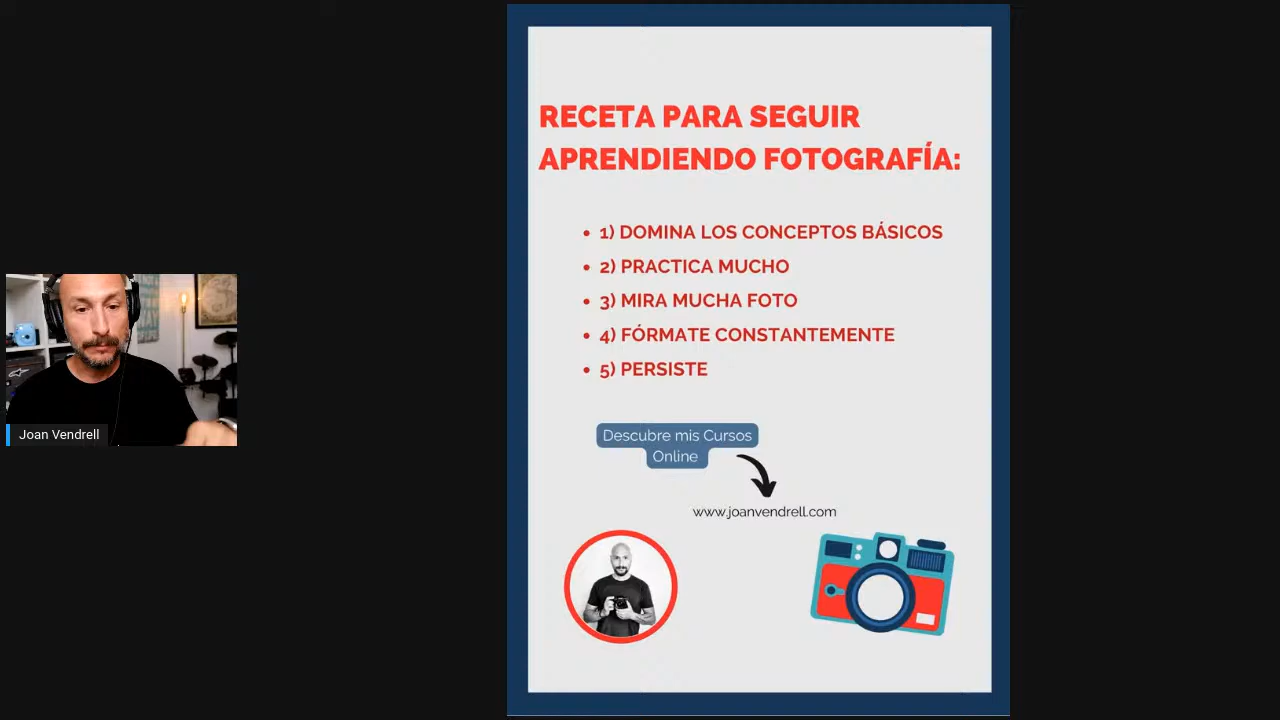 RECETA PARA SEGUIR
APRENDIENDO FOTOGRAFÍA:
• 1) DOMINA LOS CONCEPTOS BÁSICOS
• 2) PRACTICA MUCHO
• 3) MIRA MUCHA FOTO
• 4) FÓRMATE CONSTANTEMENTE
• 5) PERSISTE
Joan Vendrell
Descubre mis Cursos
Online
www.joanvendrell.com